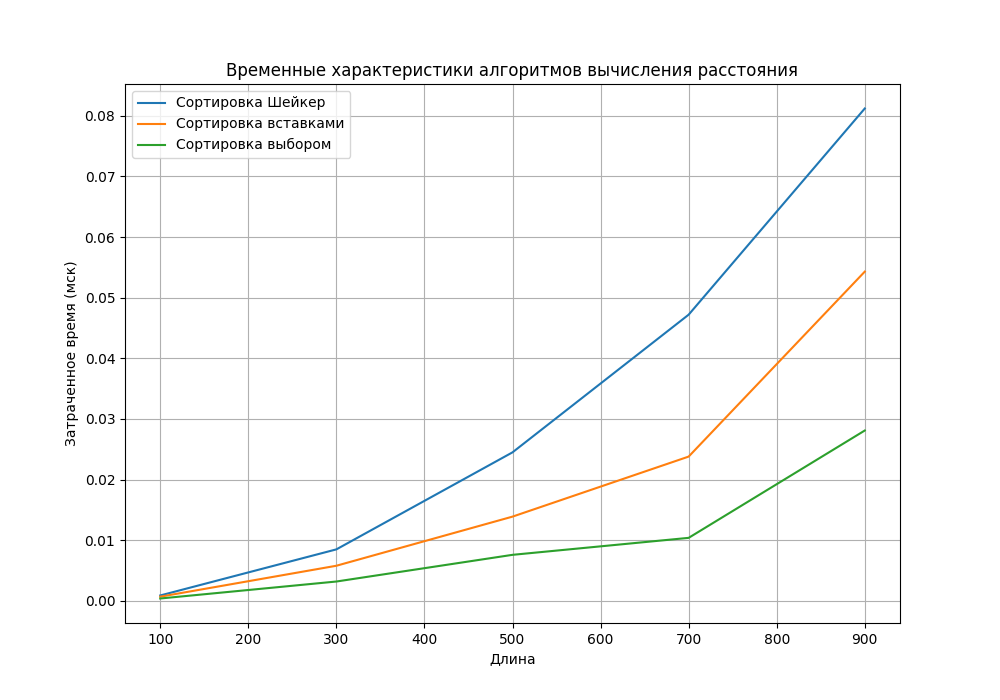 Временные характеристики алгоритмов вычисления расстояния
Сортировка Шейкер
Сортировка вставками
Сортировка выбором
Затраченное время (мск)
0.08
0.07
0.06
0.05
0.04
0.03
0.02
0.01
0.00
100 200 300 400 500 600 700 800 900
Длина